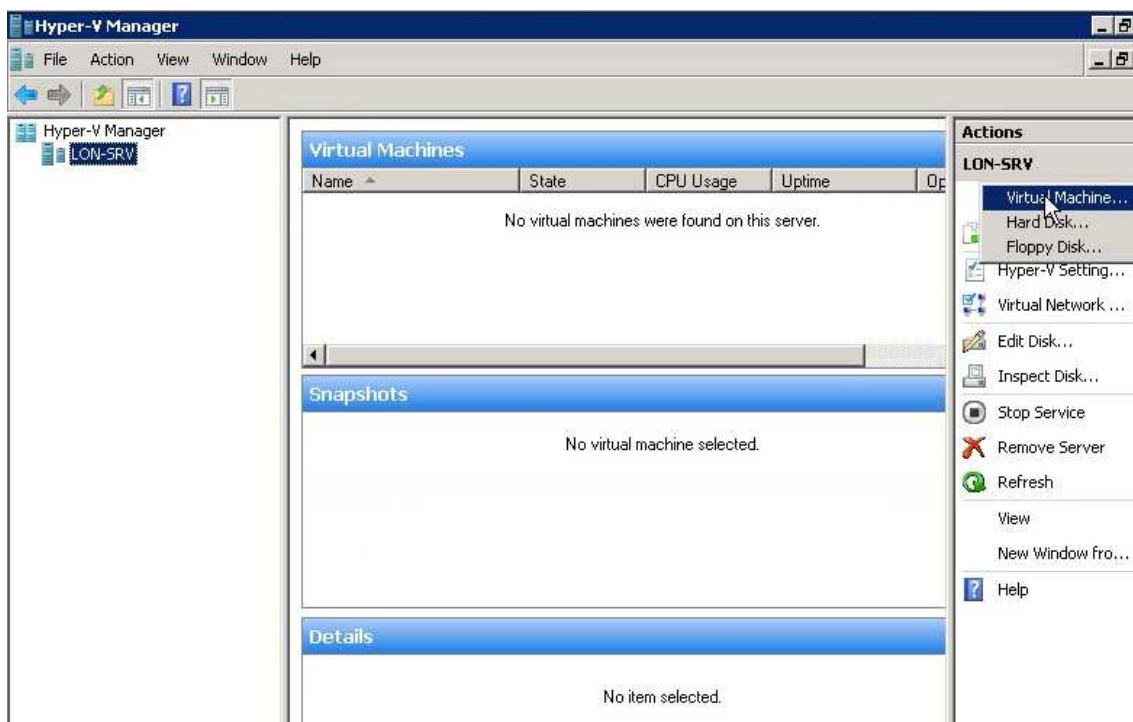 Hyper-V Manager
File Action View Window Help
Hyper-V Manager
LON-SRV
Virtual Machines
Name State CPU Usage Uptime Op
No virtual machines were found on this server.
Snapshots
No virtual machine selected.
Details
No item selected.
Actions
LON-SRV
Virtual Machine...
Hard Disk...
Floppy Disk...
Hyper-V Setting...
Virtual Network ...
Edit Disk...
Inspect Disk...
Stop Service
Remove Server
Refresh
View
New Window fro...
Help